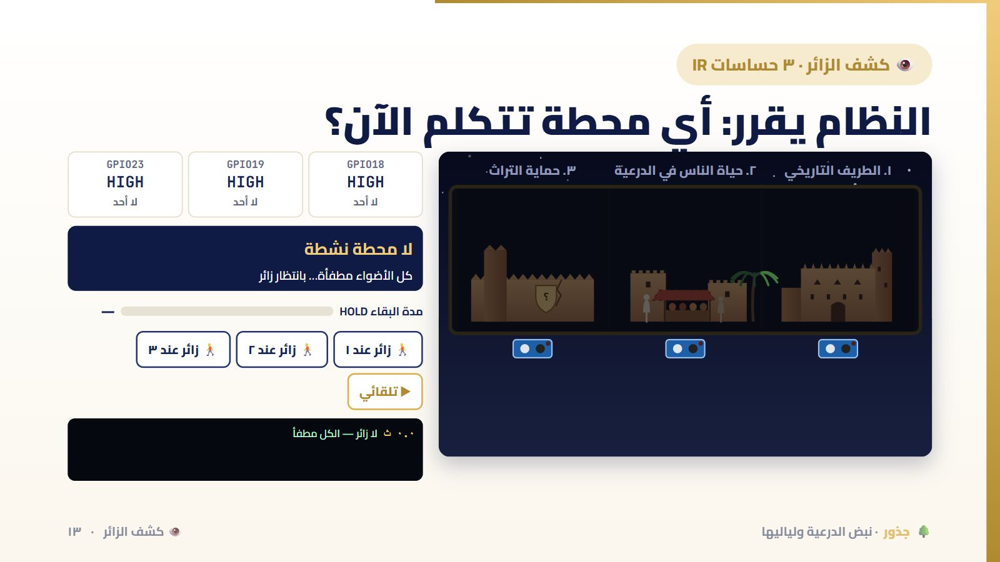 كشف الزائر · ٣ حساسات IR
النظام يقرر: أي محطة تتكلم الآن؟
١. الطريف التاريخي
٢. حياة الناس في الدرعية
٣. حماية التراث
؟
GPIO18
HIGH
لا أحد
GPIO19
HIGH
لا أحد
GPIO23
HIGH
لا أحد
لا محطة نشطة
كل الأضواء مطفأة... بانتظار زائر
مدة البقاء HOLD —
زائر عند ١
زائر عند ٢
زائر عند ٣
تلقائي
٠.٠ ث لا زائر — الكل مطفأ
جذور · نبض الدرعية ولياليها
كشف الزائر · ١٣